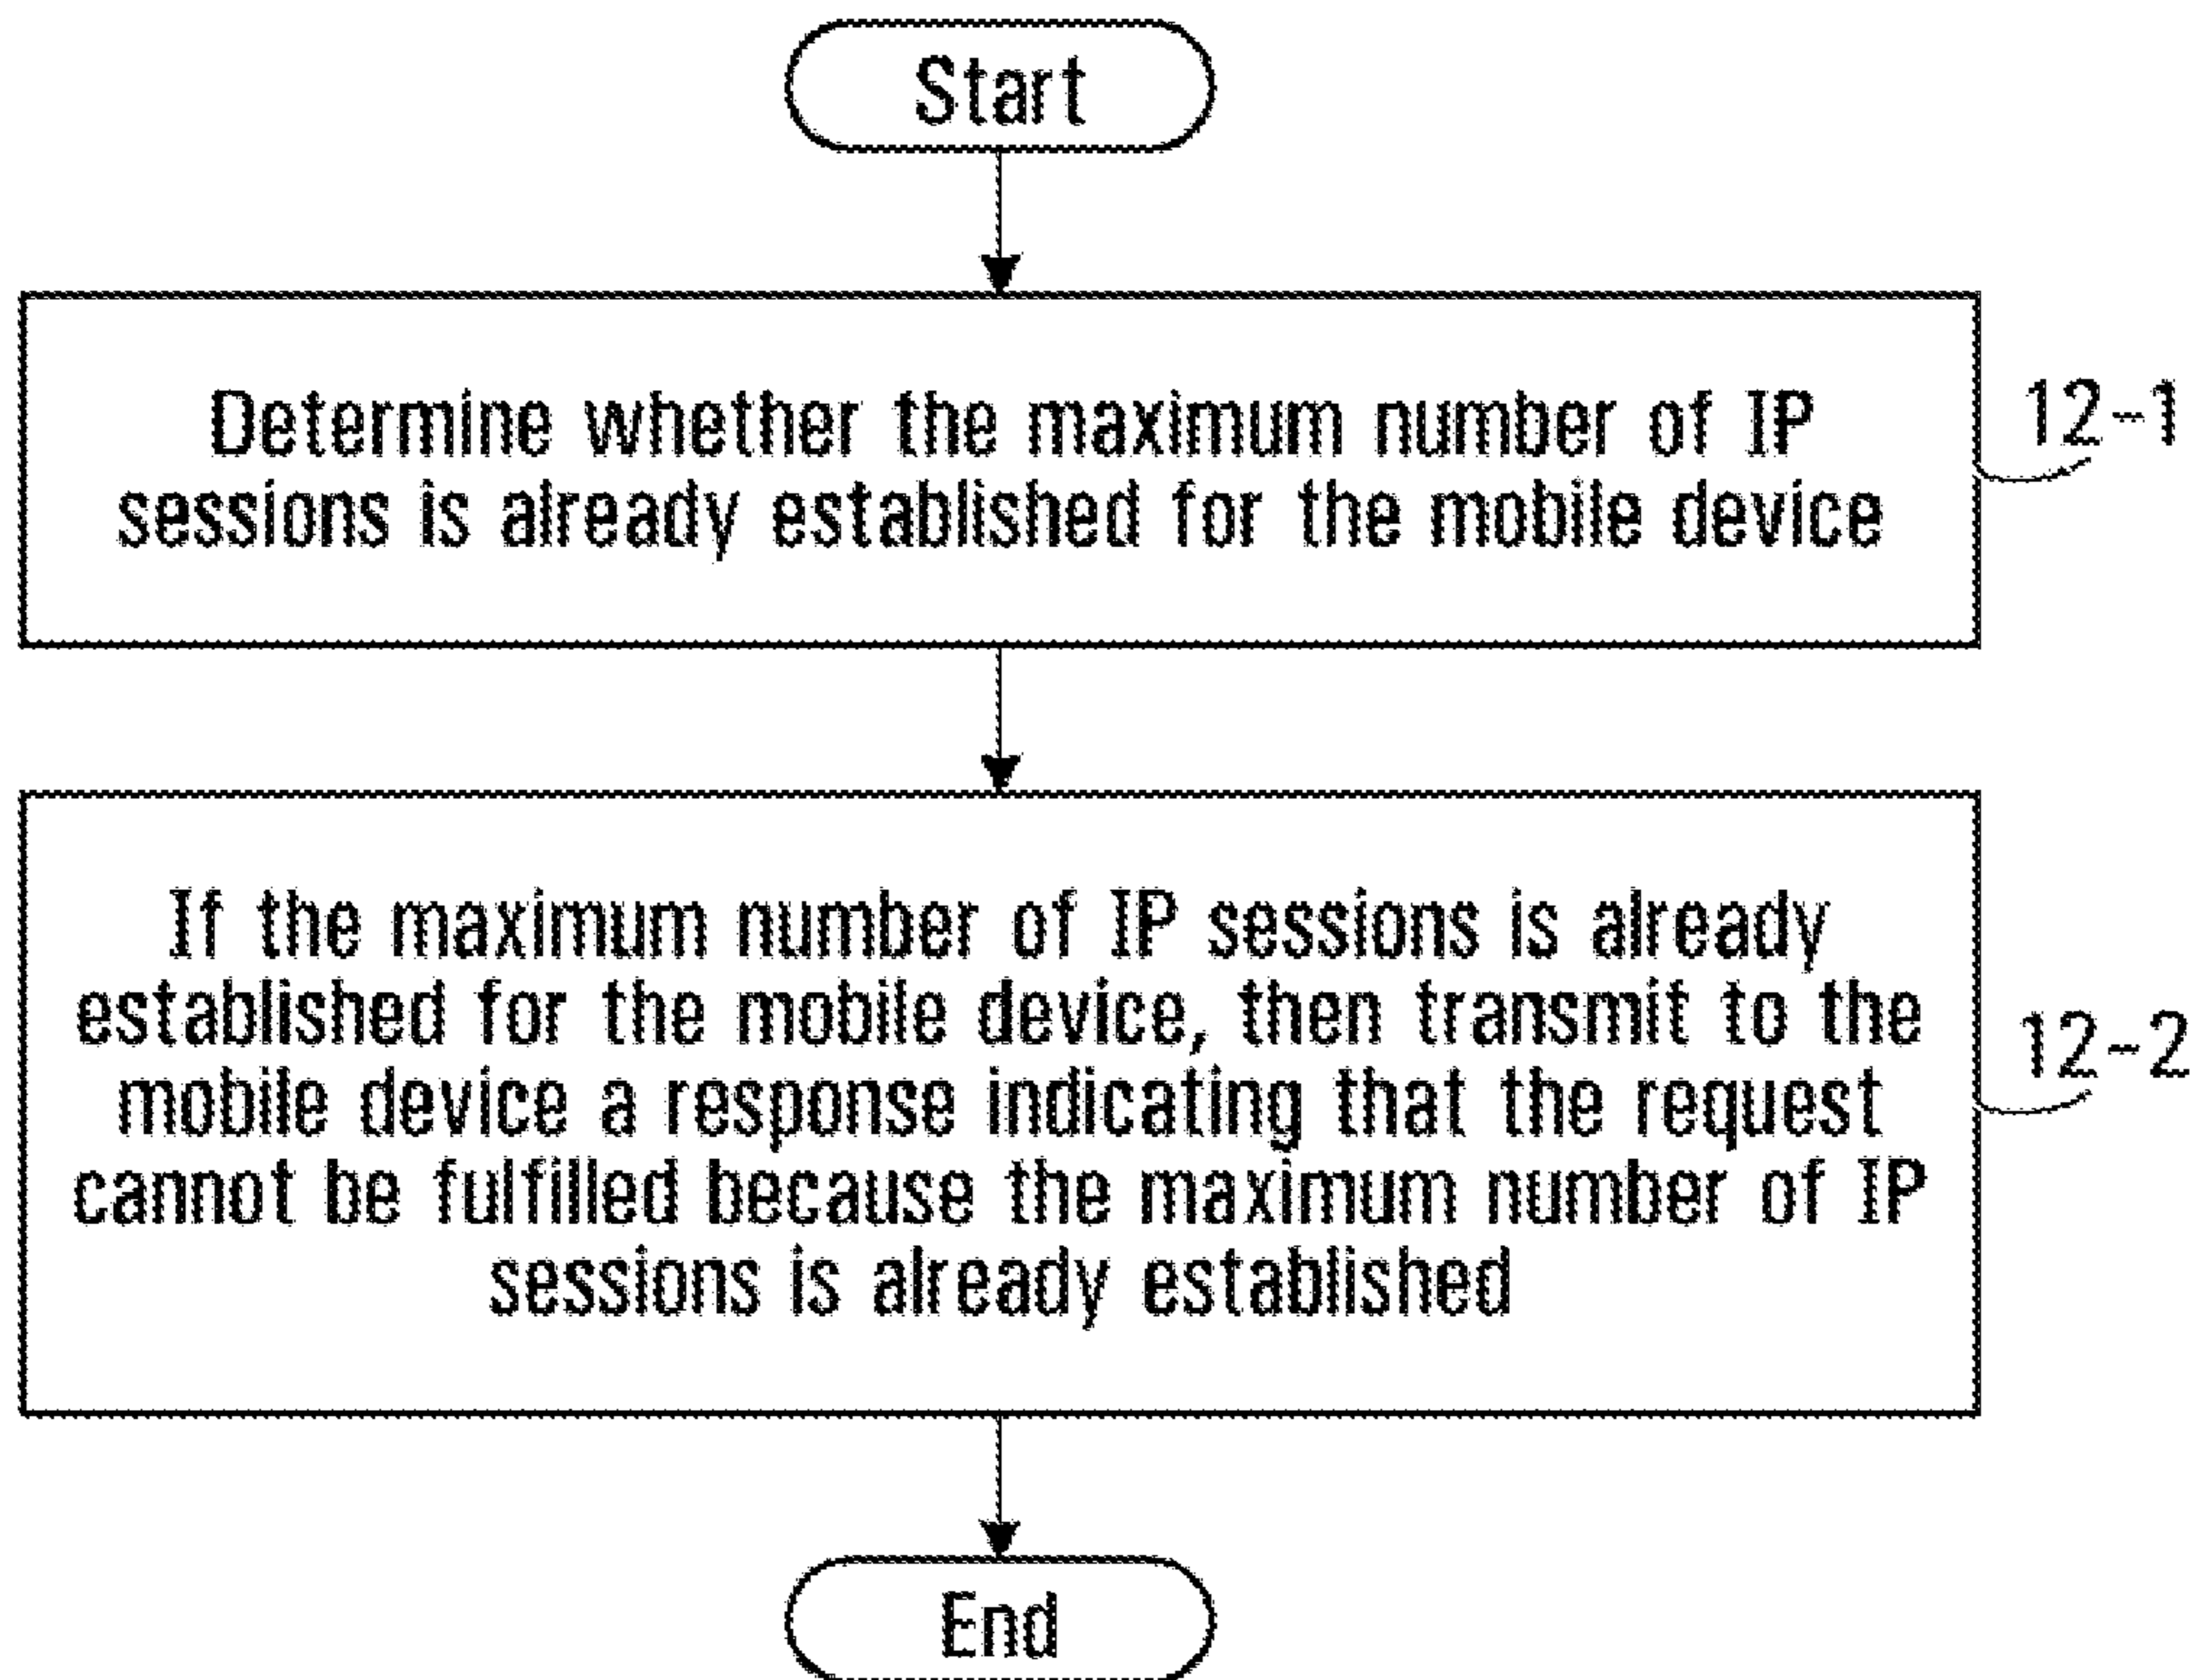 Start
Determine whether the maximum number of IP
sessions is already established for the mobile device
12-1
If the maximum number of IP sessions is already
established for the mobile device, then transmit to the
mobile device a response indicating that the request
cannot be fulfilled because the maximum number of IP
sessions is already established
12-2
End